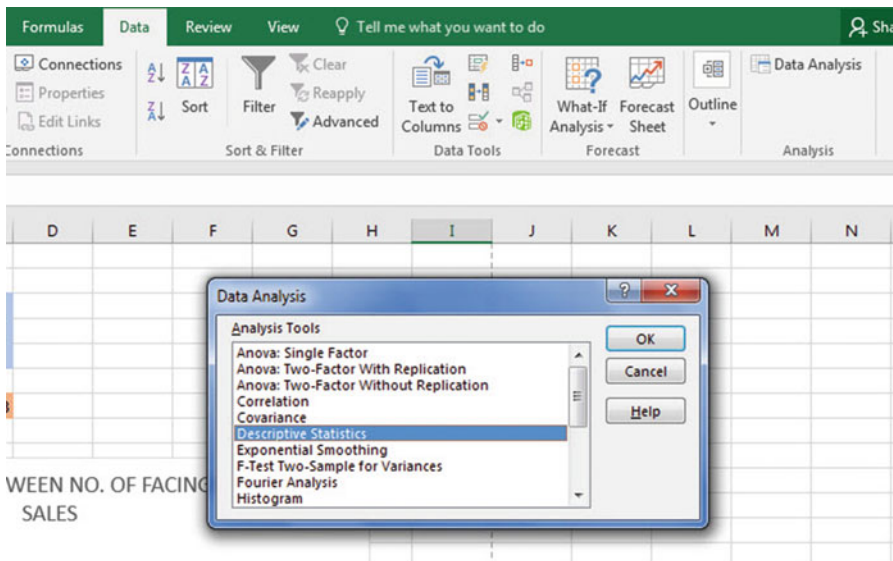 Formulas Data Review View Tell me what you want to do Sha
Connections
Properties
Edit Links
Connections
Sort
Filter
Clear
Reapply
Advanced
Sort & Filter
Text to
Columns
Data Tools
What-If
Analysis
Forecast
Sheet
Forecast
Outline
Data Analysis
Analysis
D E F G H I J K L M N
Data Analysis
Analysis Tools
Anova: Single Factor
Anova: Two-Factor With Replication
Anova: Two-Factor Without Replication
Correlation
Covariance
Descriptive Statistics
Exponential Smoothing
F-Test Two-Sample for Variances
Fourier Analysis
Histogram
OK
Cancel
Help
WEEN NO. OF FACING
SALES